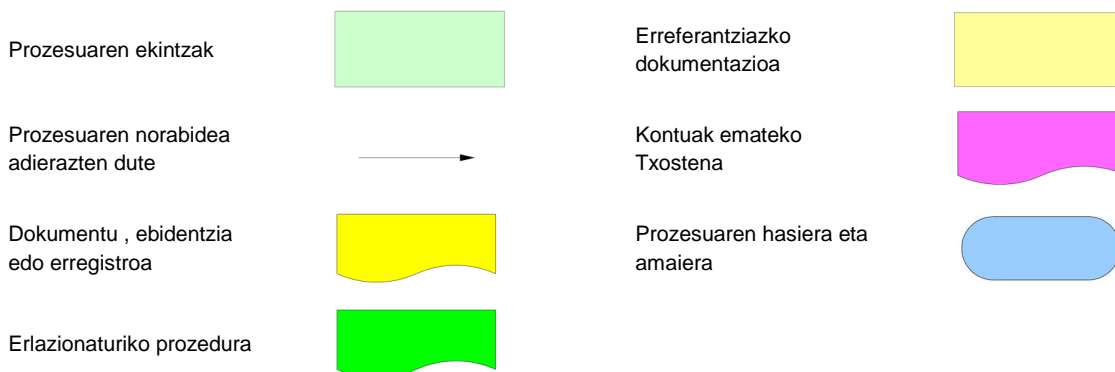 Prozesuaren ekintzak
Erreferantziazko
dokumentazioa
Prozesuaren norabidea
adierazten dute
Kontuak emateko
Txostena
Dokumentu , ebidentzia
edo erregistroa
Prozesuaren hasiera eta
amaiera
Erlazionaturiko prozedura